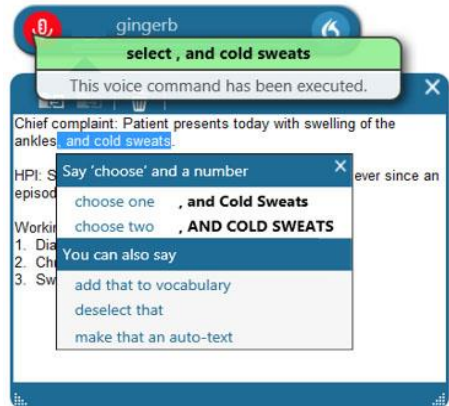 gingerb
select , and cold sweats
This voice command has been executed.
Chief complaint: Patient presents today with swelling of the
ankles, and cold sweats.
HPI: S
ever since an
episod
Say 'choose' and a number
choose one , and Cold Sweats
choose two , AND COLD SWEATS
Workin
1. Dia
2. Ch
3. Sw
You can also say
add that to vocabulary
deselect that
make that an auto-text